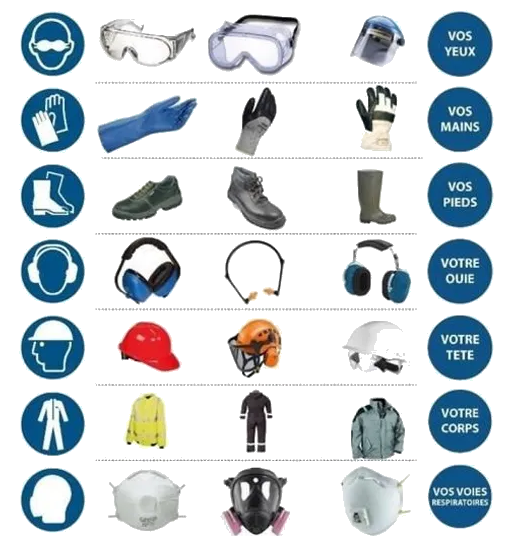 VOS
YEUX
VOS
MAINS
VOS
PIEDS
VOTRE
OUIE
VOTRE
TETE
VOTRE
CORPS
VOS VOIES
RESPIRATOIRES